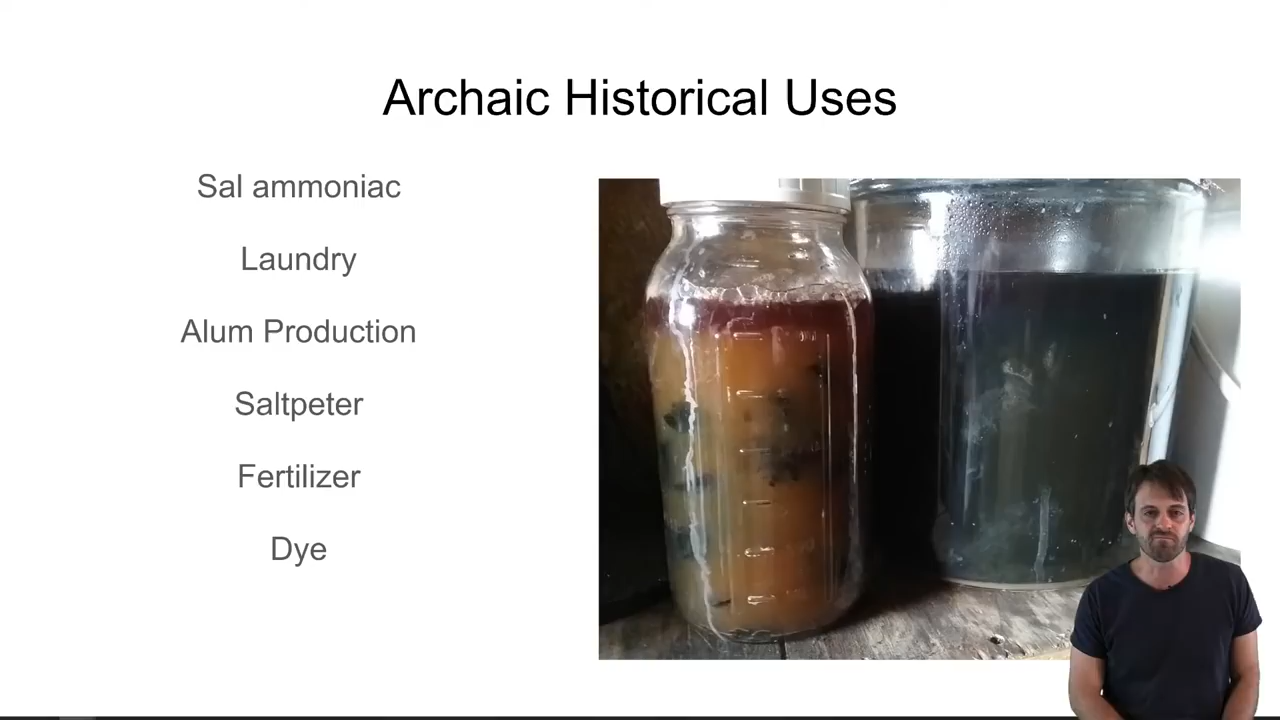 Archaic Historical Uses
Sal ammoniac
Laundry
Alum Production
Saltpeter
Fertilizer
Dye